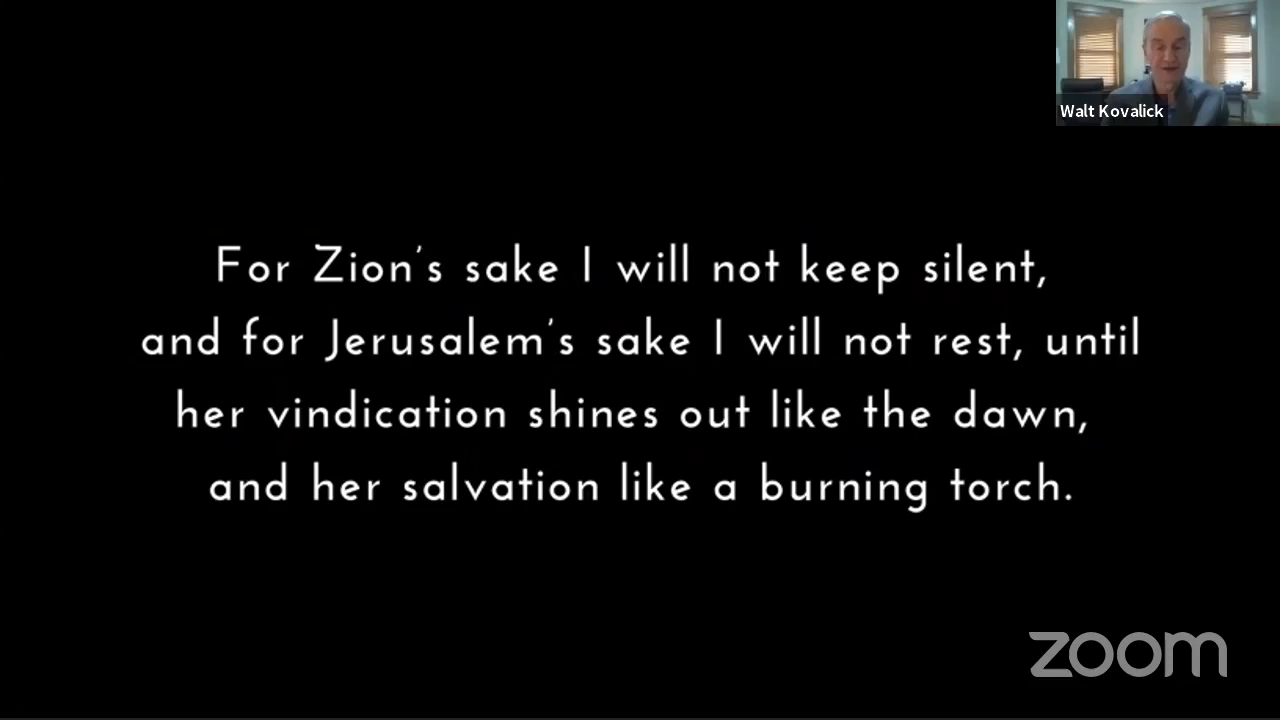 Walt Kovalick
For Zion's sake I will not keep silent,
and for Jerusalem's sake I will not rest, until
her vindication shines out like the dawn,
and her salvation like a burning torch.
zoom